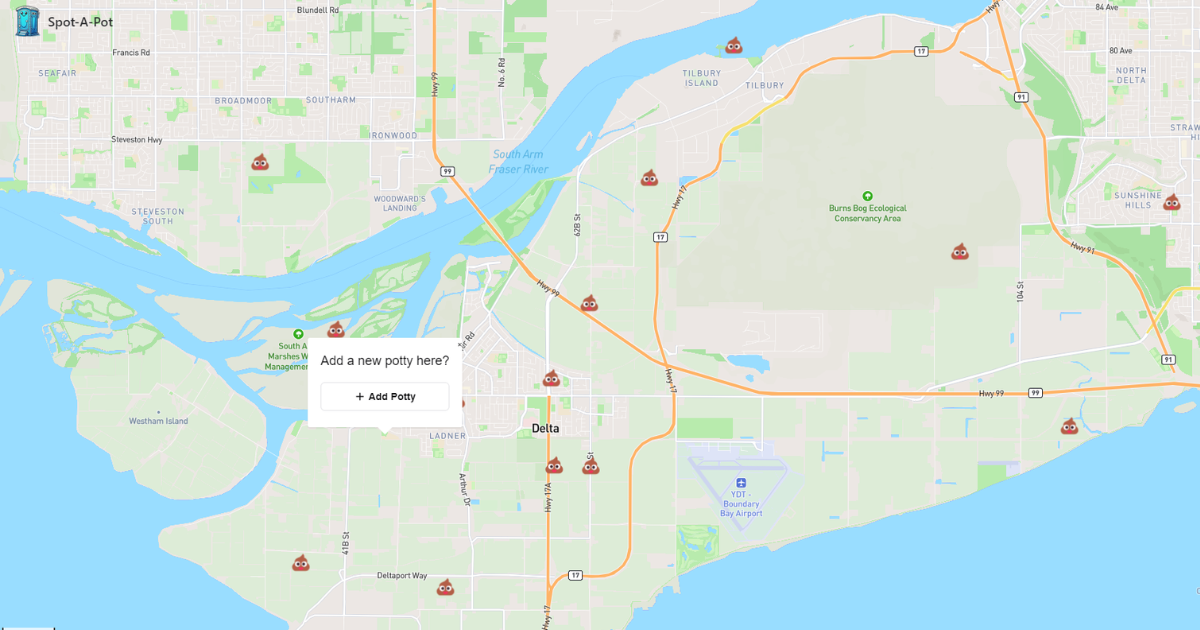 Spot-A-Pot
Blundell Rd
84 Ave
Hwy
Francis Rd
No. 6 Rd
Hwy 99
17
80 Ave
SEAFAIR
TILBURY
ISLAND
TILBURY
NORTH
DELTA
BROADMOOR
SOUTHARM
91
Steveston Hwy
IRONWOOD
STRAW
South Arm
Fraser River
99
WOODWARD'S
LANDING
Hwy 17
SUNSHINE
HILLS
STEVESTON
SOUTH
62B St
Burns Bog Ecological
Conservancy Area
17
Hwy 91
Hwy 99
104 St
South A
Marshes W
Managemen
ur Rd
Add a new potty here?
×
91
+ Add Potty
Hwy 17
Hwy 99
99
Westham Island
Delta
LADNER
St
Arthur Dr
Hwy 17A
YDT -
Boundary
Bay Airport
41B St
Deltaport Way
17
Hwy 17